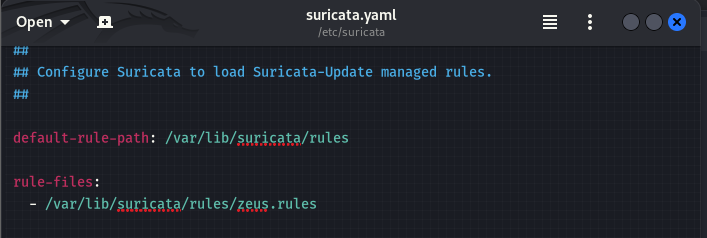 Open
suricata.yaml
/etc/suricata
##
## Configure Suricata to load Suricata-Update managed rules.
##
default-rule-path: /var/lib/suricata/rules
rule-files:
- /var/lib/suricata/rules/zeus.rules